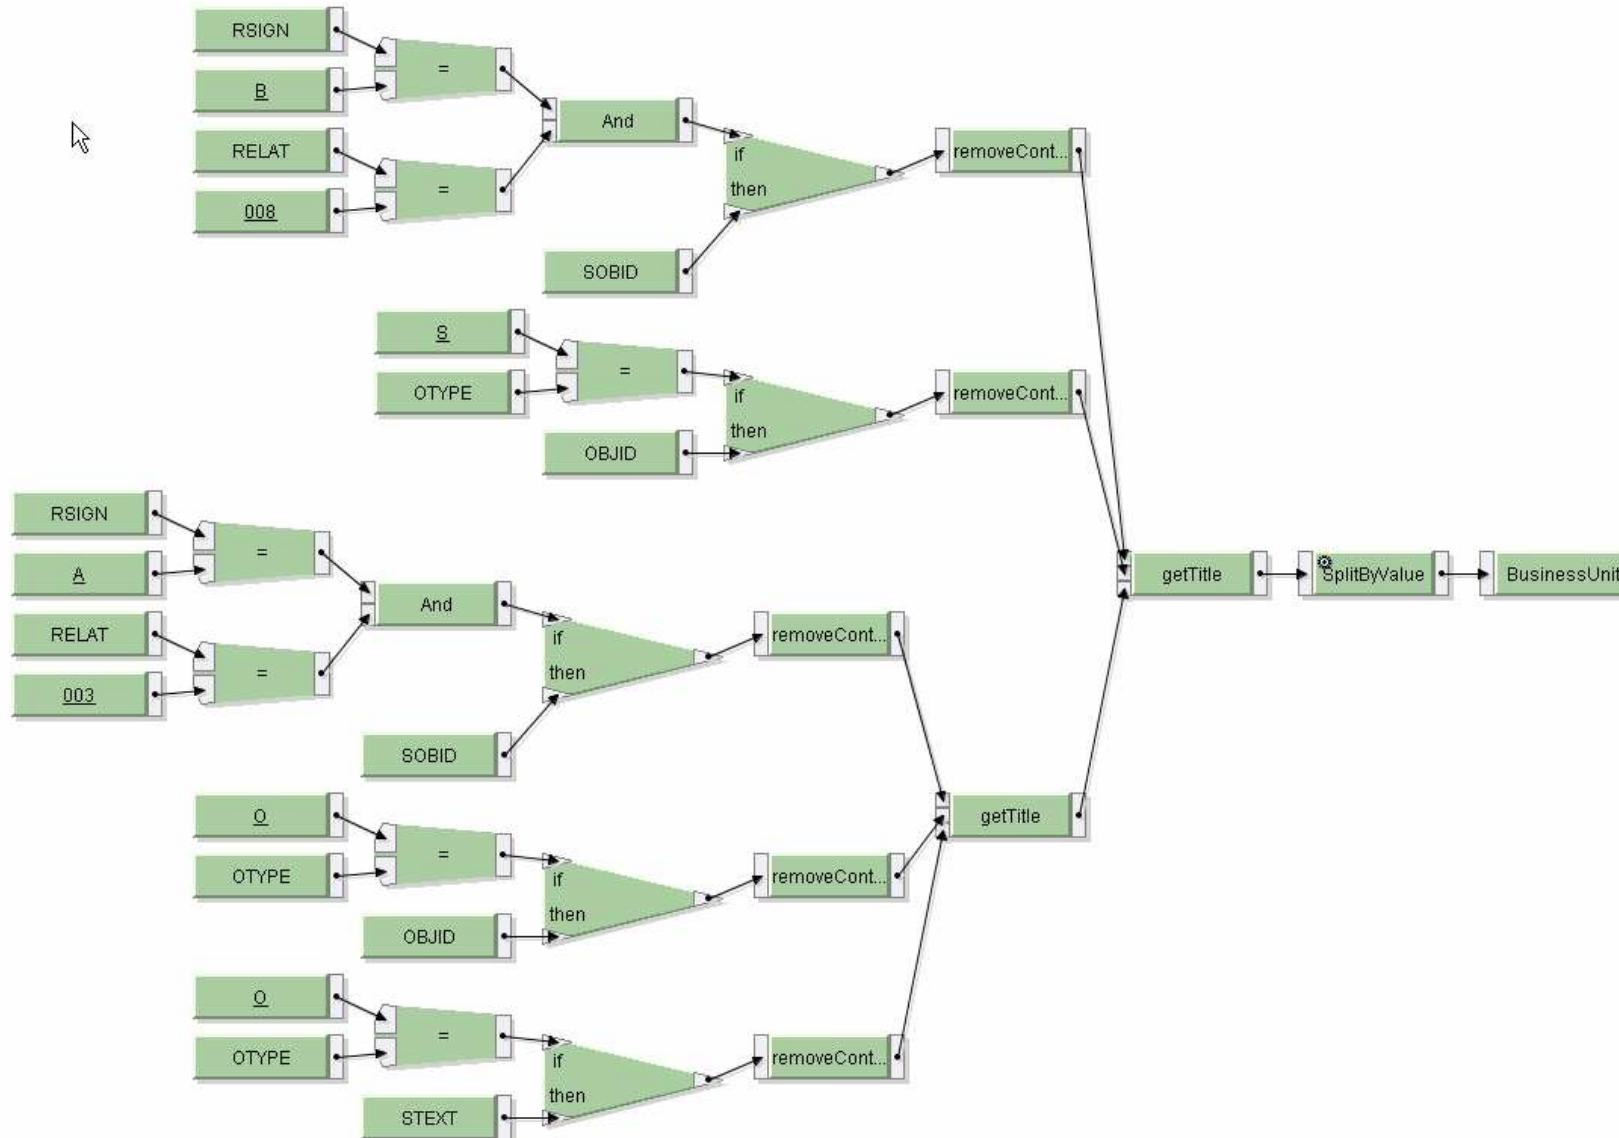 RSIGN
=
B
And
RELAT
if
removeCont...
=
then
008
SOBID
S
=
OTYPE
if
removeCont...
then
OBJID
RSIGN
=
A
getTitle
SplitByValue
BusinessUnit
And
RELAT
if
removeCont...
=
then
003
SOBID
O
getTitle
=
OTYPE
if
removeCont...
then
OBJID
O
=
OTYPE
if
removeCont...
then
STEXT